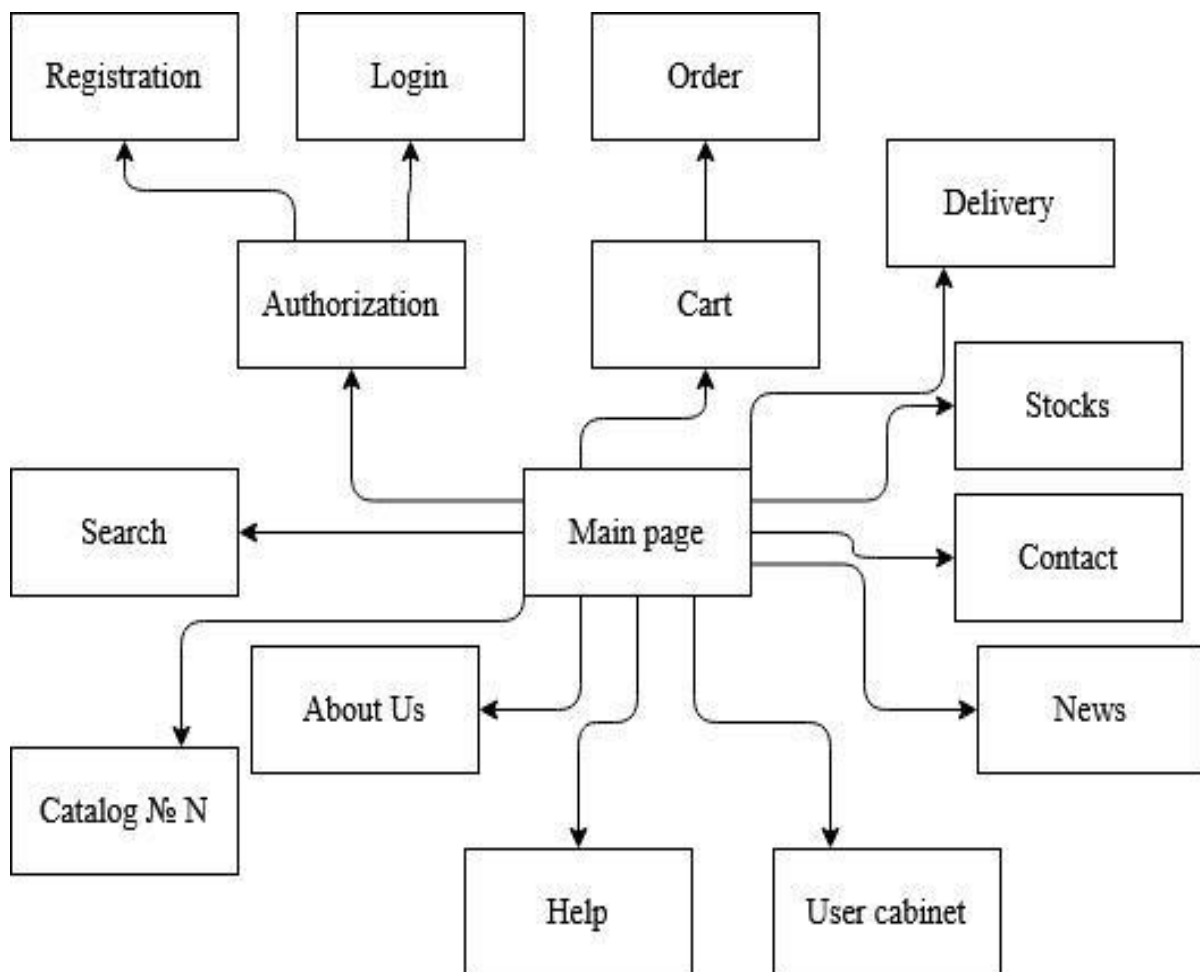 Registration
Login
Order
Delivery
Authorization
Cart
Stocks
Search
Main page
Contact
About Us
News
Catalog № N
Help
User cabinet